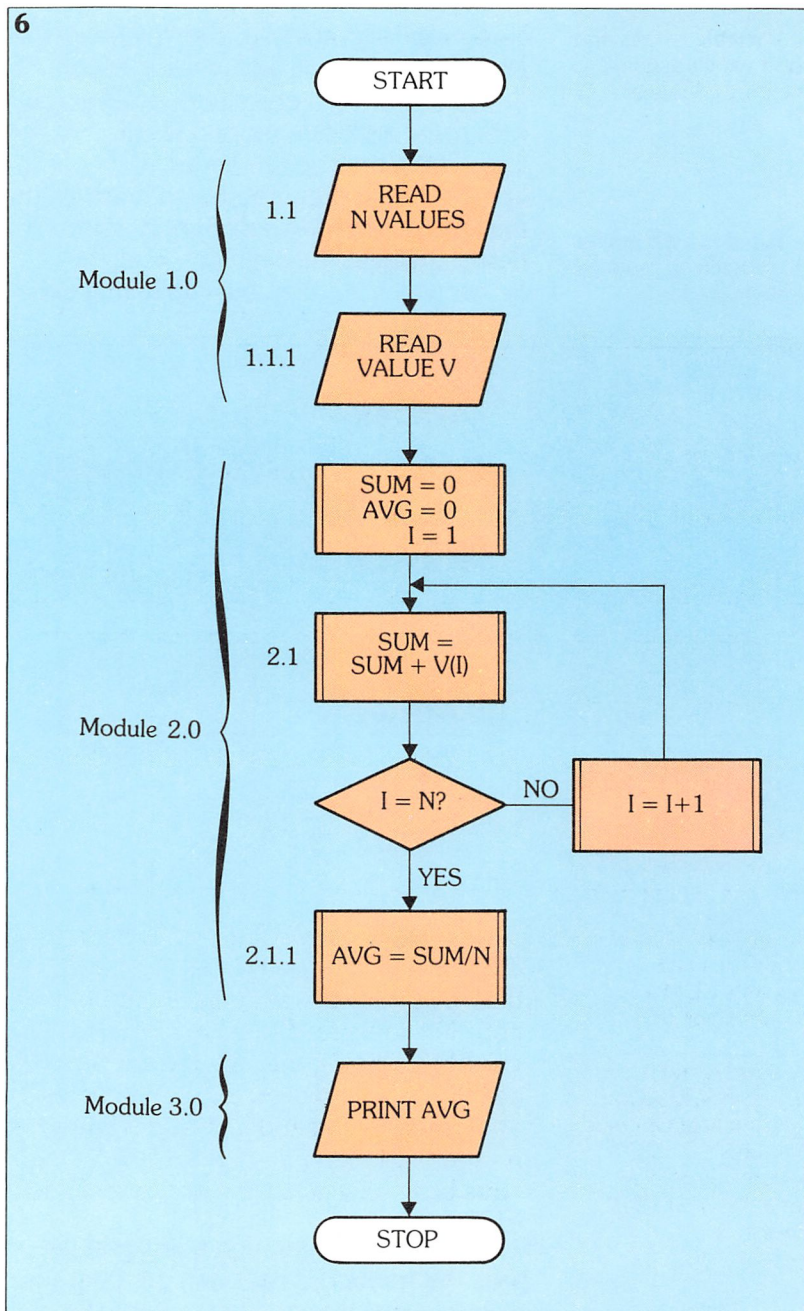 6
START
1.1
READ
N VALUES
Module 1.0
1.1.1
READ
VALUE V
SUM = 0
AVG = 0
I = 1
2.1
SUM =
SUM + V(I)
Module 2.0
I = N?
NO
I = I+1
YES
2.1.1
AVG = SUM/N
Module 3.0
PRINT AVG
STOP